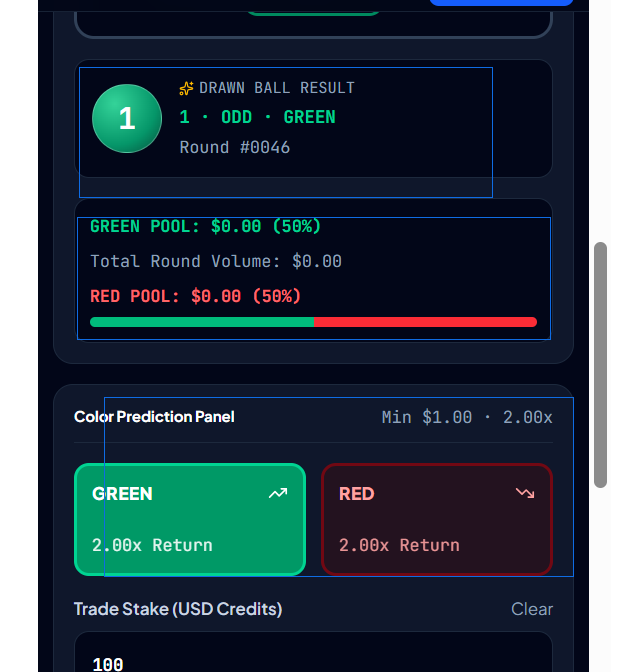 1
DRAWN BALL RESULT
1 · ODD · GREEN
Round #0046
GREEN POOL: $0.00 (50%)
Total Round Volume: $0.00
RED POOL: $0.00 (50%)
Color Prediction Panel
Min $1.00 · 2.00x
GREEN
2.00x Return
RED
2.00x Return
Trade Stake (USD Credits)
Clear
100